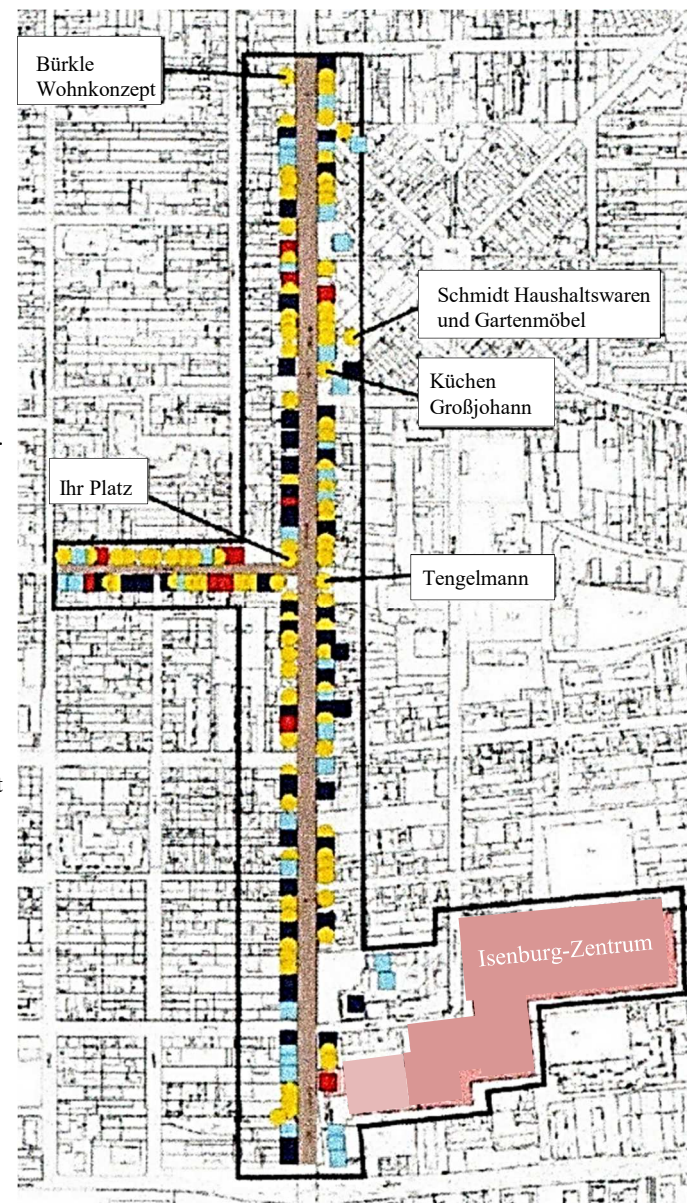 Bürkle
Wohnkonzept
Schmidt Haushaltswaren
und Gartenmöbel
Küchen
Großjohann
Ihr Platz
Tengelmann
Isenburg-Zentrum